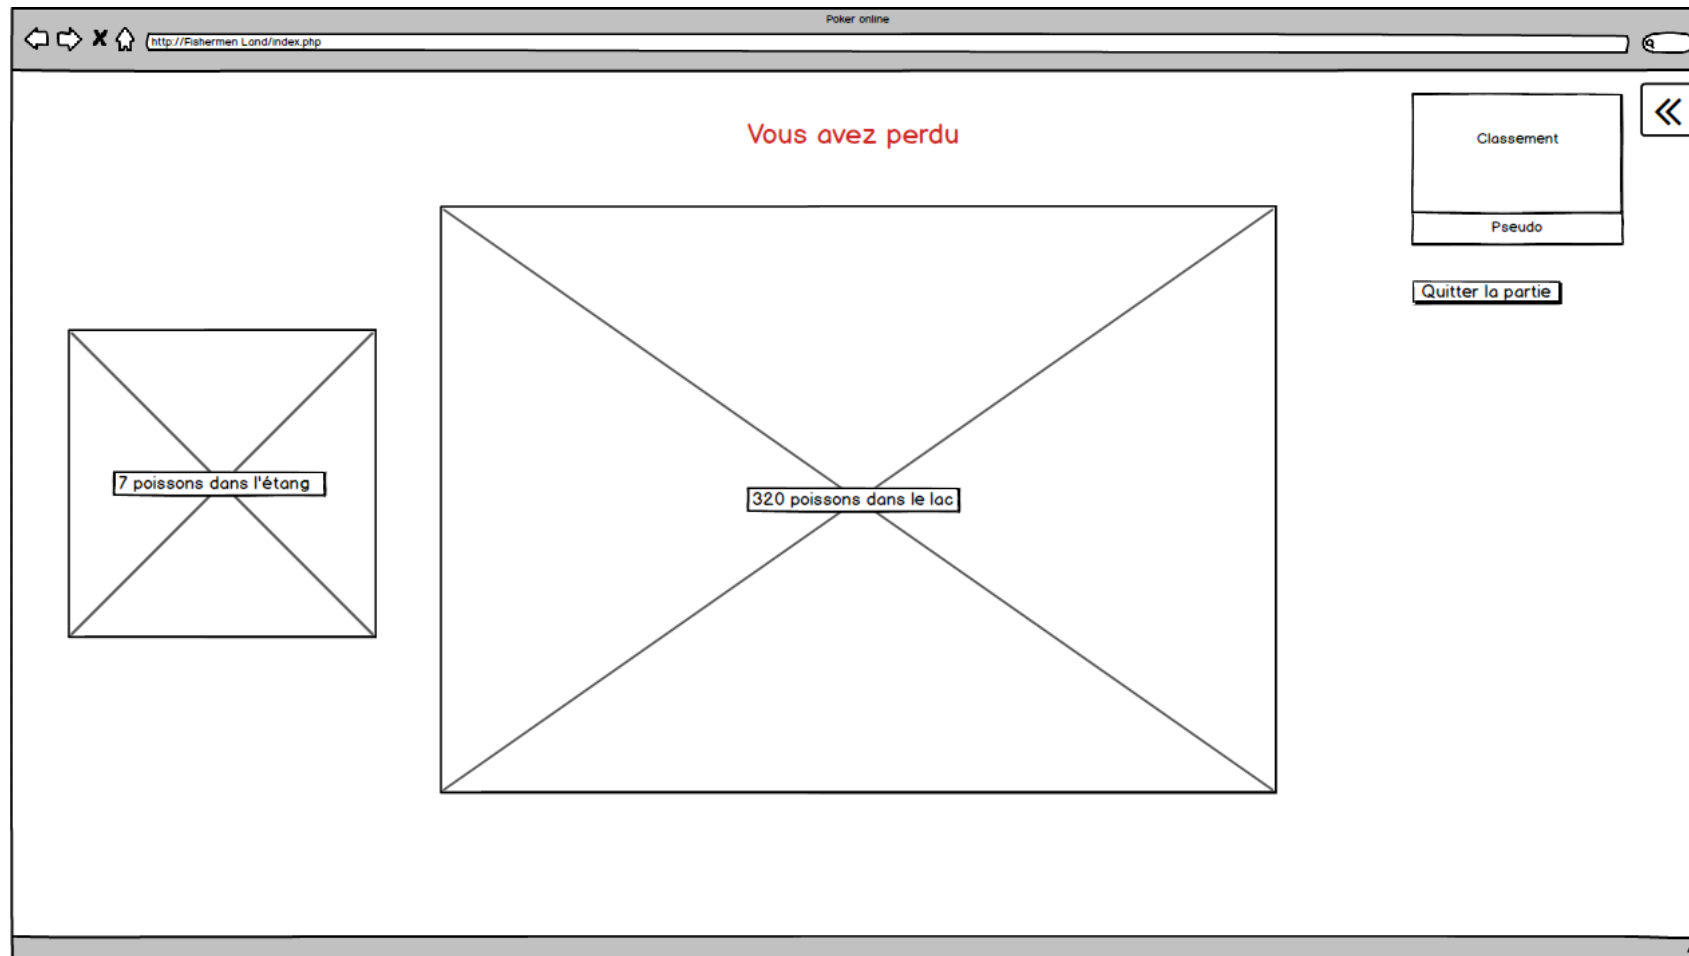 Poker online
http://Fishermen Land/index.php
Vous avez perdu
Classement
Pseudo
Quitter la partie
7 poissons dans l'étang
320 poissons dans le lac